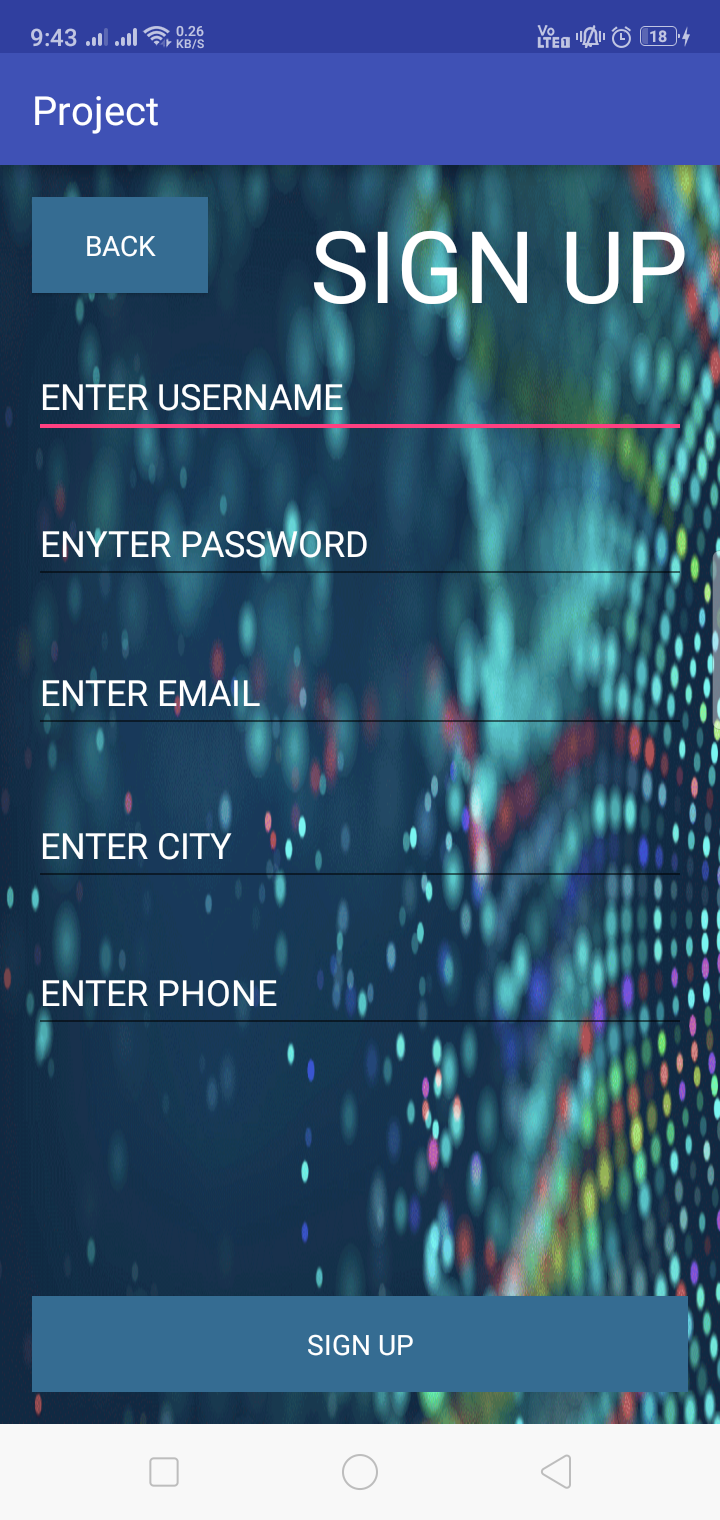 9:43 0.26 KB/S Vo LTE 18
Project
BACK
SIGN UP
ENTER USERNAME
ENYTER PASSWORD
ENTER EMAIL
ENTER CITY
ENTER PHONE
SIGN UP